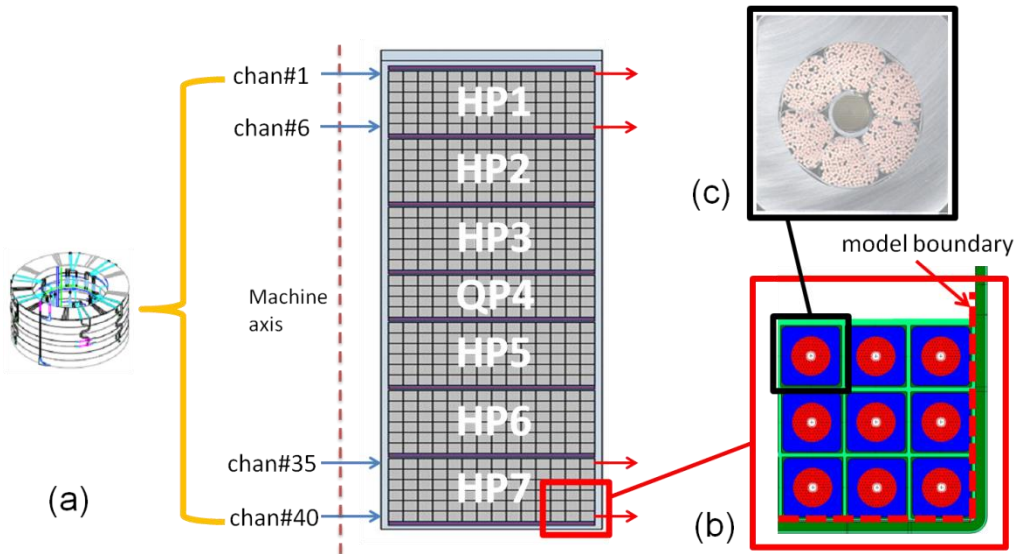 (a)
chan#1
chan#6
Machine
axis
chan#35
chan#40
HP1
HP2
HP3
QP4
HP5
HP6
HP7
(c)
model boundary
(b)